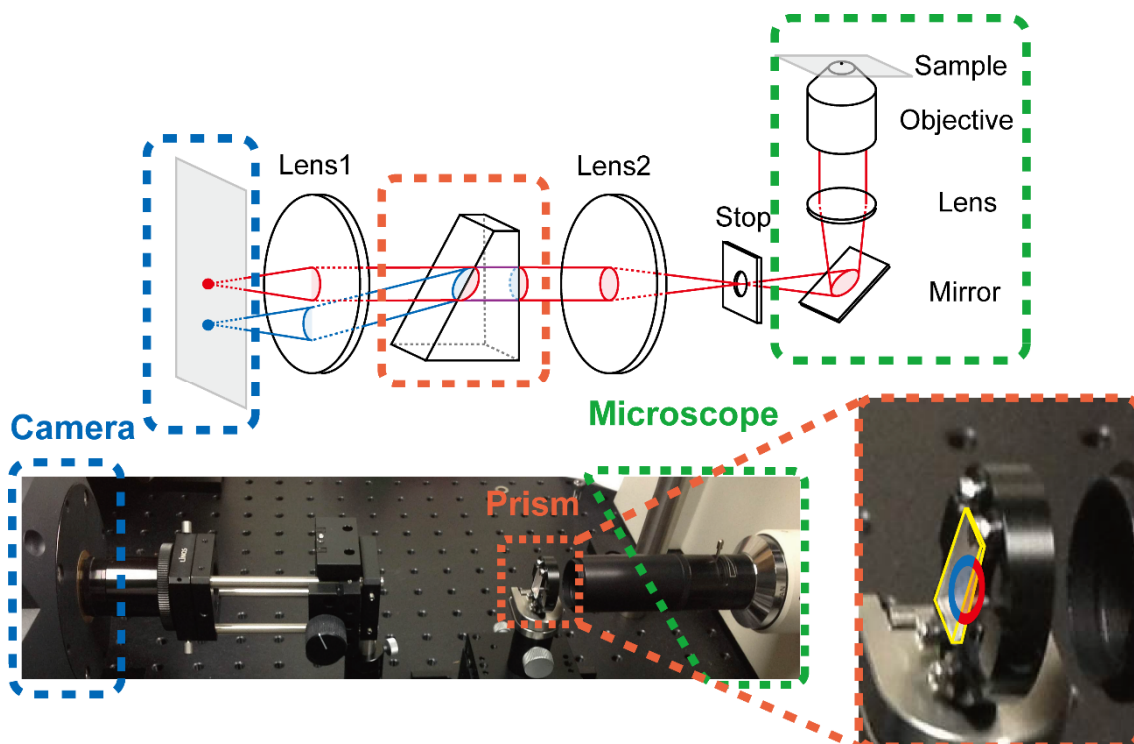 Sample
Objective
Lens1
Lens2
Stop
Lens
Mirror
Camera
Microscope
Prism